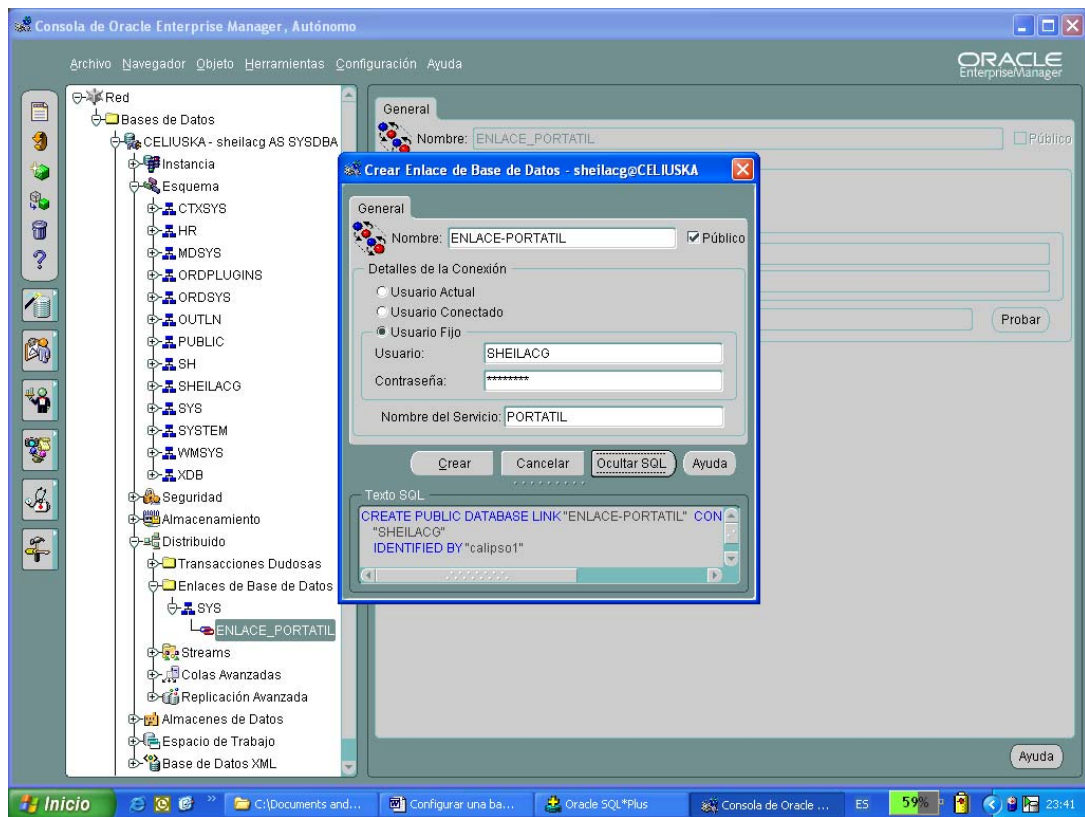 Consola de Oracle Enterprise Manager, Autónomo
Archivo Navegador Objeto Herramientas Configuración Ayuda
ORACLE
EnterpriseManager
Red
Bases de Datos
CELIUSKA - sheilacg AS SYSDBA
Instancia
Esquema
CTXSYS
HR
MDSYS
ORDPLUGINS
ORDSYS
OUTLN
PUBLIC
SH
SHEILACG
SYS
SYSTEM
WMSYS
XDB
Seguridad
Almacenamiento
Distribuido
Transacciones Dudosas
Enlaces de Base de Datos
SYS
ENLACE_PORTATIL
Streams
Colas Avanzadas
Replicación Avanzada
Almacenes de Datos
Espacio de Trabajo
Base de Datos XML
General
Nombre: ENLACE_PORTATIL Público
Probar
Ayuda
Crear Enlace de Base de Datos - sheilacg@CELIUSKA
General
Nombre: ENLACE-PORTATIL Público
Detalles de la Conexión
Usuario Actual
Usuario Conectado
Usuario Fijo
Usuario: SHEILACG
Contraseña: ********
Nombre del Servicio: PORTATIL
Crear Cancelar Ocultar SQL Ayuda
Texto SQL
CREATE PUBLIC DATABASE LINK "ENLACE-PORTATIL" CON
"SHEILACG"
IDENTIFIED BY "calipso1"
Inicio » C:\Documents and... Configurar una ba... Oracle SQL*Plus Consola de Oracle ... ES 59% 23:41